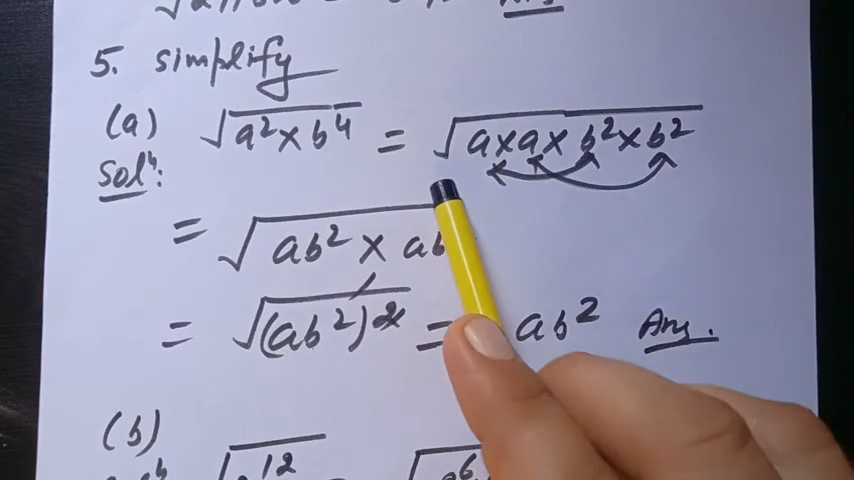 5. simplify
(a) √a²×b⁴ = √a×a×b²×b²
Solⁿ:
= √ab² × ab
= √(ab²)² = ab² Ans.
(b)